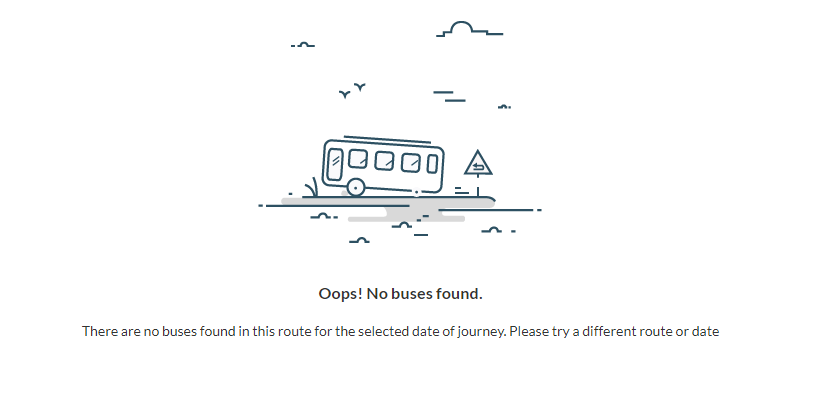 Oops! No buses found.
There are no buses found in this route for the selected date of journey. Please try a different route or date